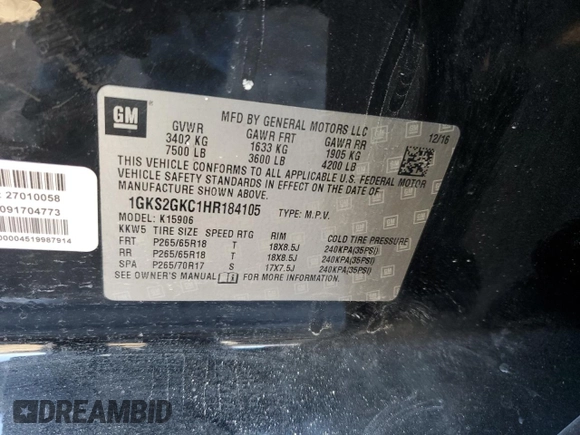 GM
MFD BY GENERAL MOTORS LLC
12/16
GVWR GAWR FRT GAWR RR
3402 KG 1633 KG 1905 KG
7500 LB 3600 LB 4200 LB
THIS VEHICLE CONFORMS TO ALL APPLICABLE U.S. FEDERAL
VEHICLE SAFETY STANDARDS IN EFFECT ON THE DATE OF
MANUFACTURE SHOWN ABOVE.
1GKS2GKC1HR184105 TYPE: M.P.V.
MODEL: K15906
KKW5 TIRE SIZE SPEED RTG RIM COLD TIRE PRESSURE
FRT P265/65R18 T 18X8.5J 240KPA(35PSI)
RR P265/65R18 T 18X8.5J 240KPA(35PSI)
SPA P265/70R17 S 17X7.5J 240KPA(35PSI)
SEE OWNER'S MANUAL
27010058
091704773
00004519987914
DREAMBID